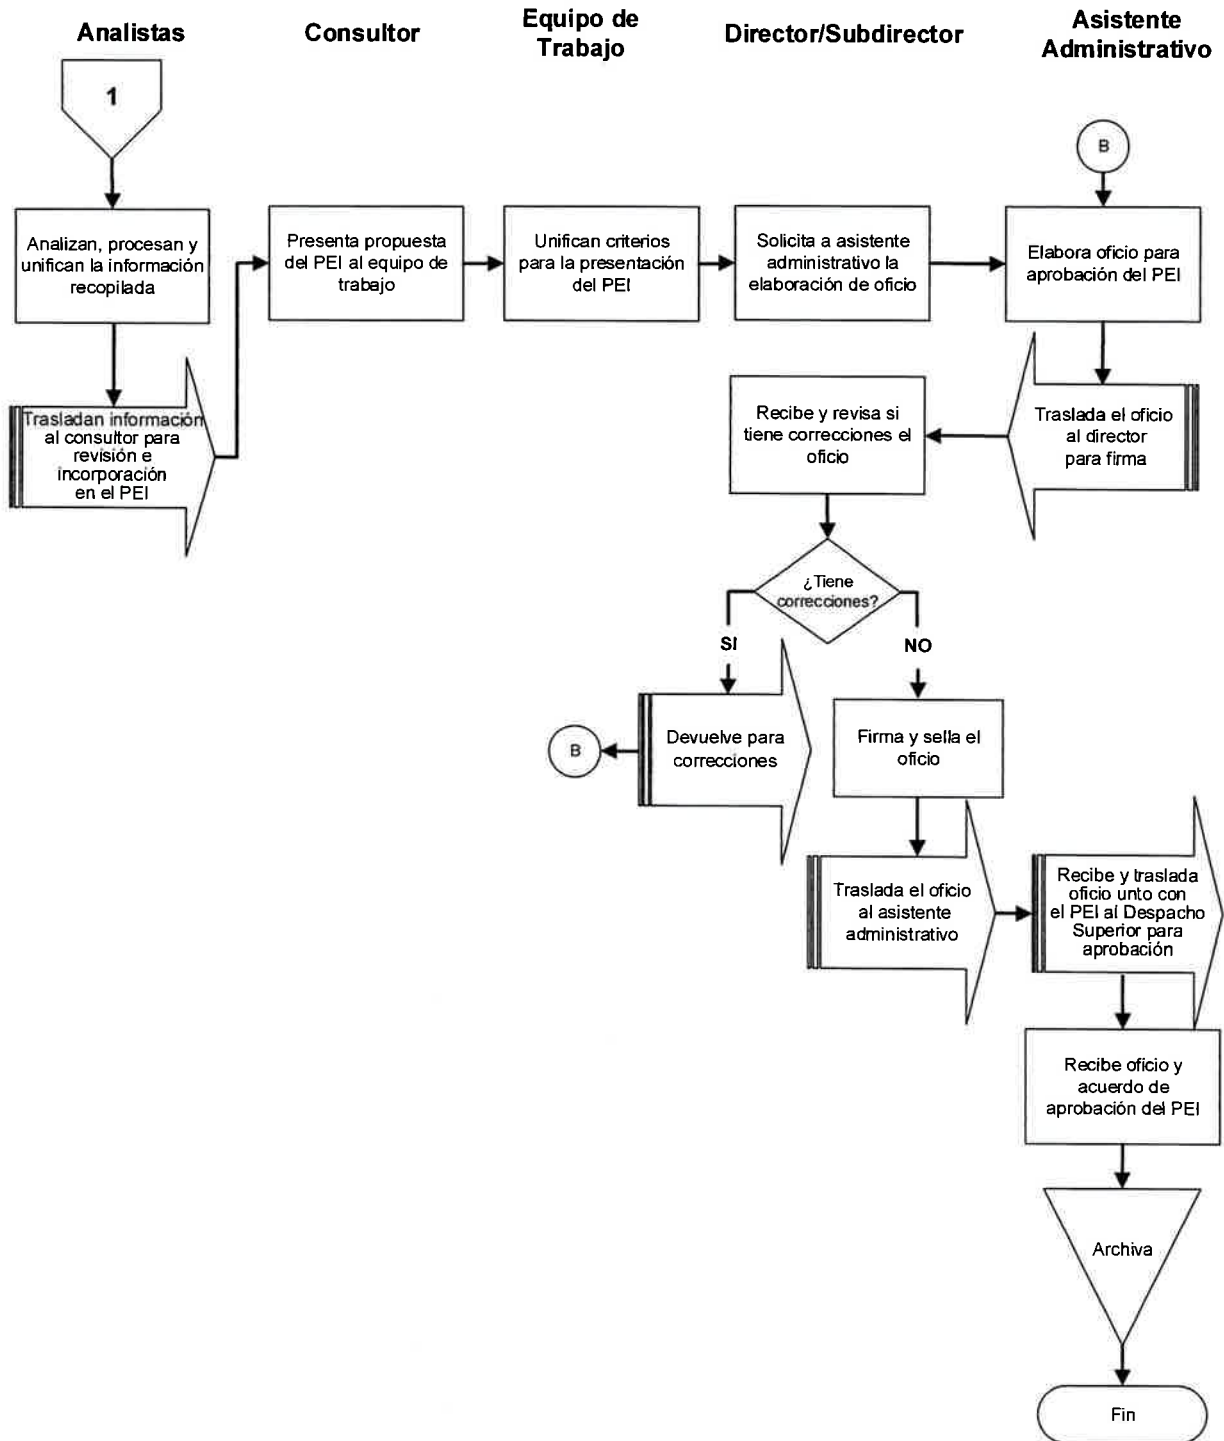 Analistas
Consultor
Equipo de
Trabajo
Director/Subdirector
Asistente
Administrativo
1
B
Analizan, procesan y
unifican la información
recopilada
Presenta propuesta
del PEI al equipo de
trabajo
Unifican criterios
para la presentación
del PEI
Solicita a asistente
administrativo la
elaboración de oficio
Elabora oficio para
aprobación del PEI
Trasladan información
al consultor para
revisión e
incorporación
en el PEI
Recibe y revisa si
tiene correcciones el
oficio
Traslada el oficio
al director
para firma
¿Tiene
correcciones?
SI
NO
B
Devuelve para
correcciones
Firma y sella el
oficio
Traslada el oficio
al asistente
administrativo
Recibe y traslada
oficio unto con
el PEI al Despacho
Superior para
aprobación
Recibe oficio y
acuerdo de
aprobación del PEI
Archiva
Fin